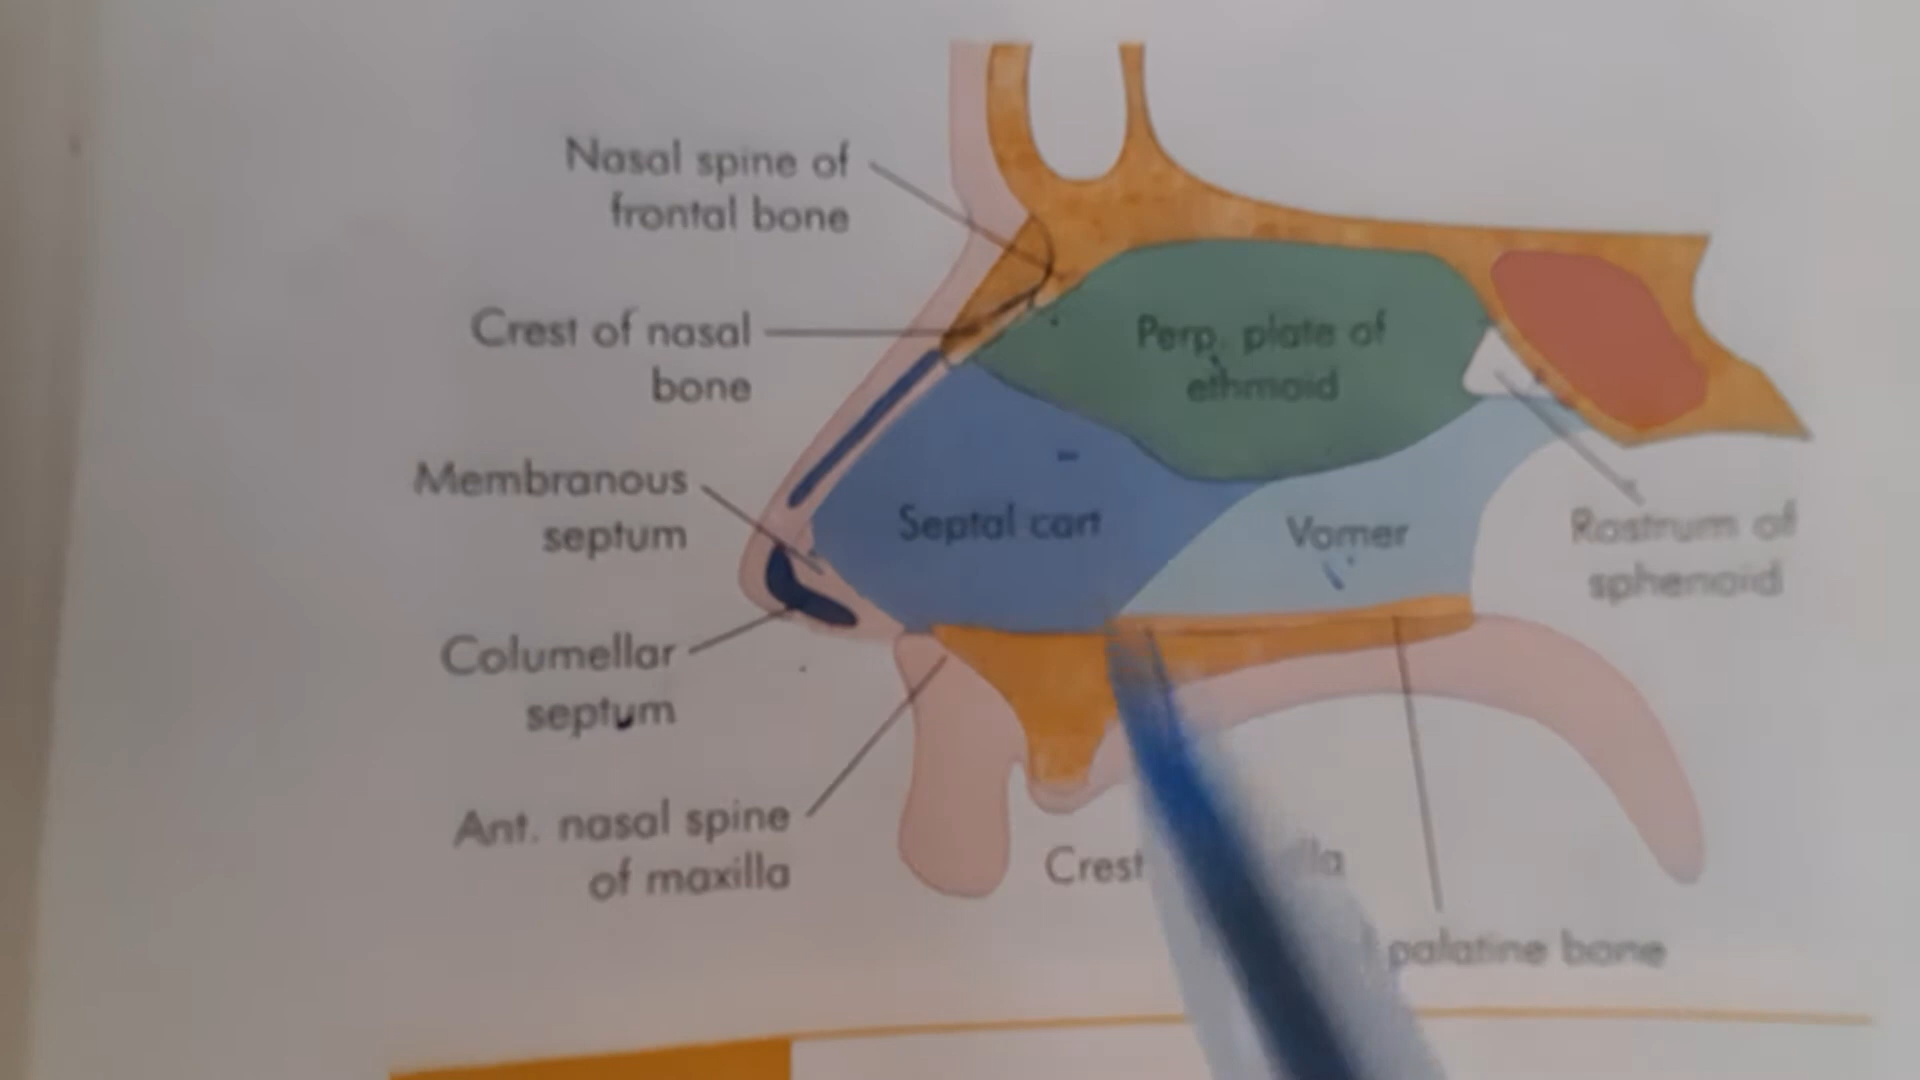 Nasal spine of
frontal bone
Crest of nasal
bone
Perp. plate of
ethmoid
Membranous
septum
Septal cart
Vomer
Rostrum of
sphenoid
Columellar
septum
Ant. nasal spine
of maxilla
Crest
palatine bone